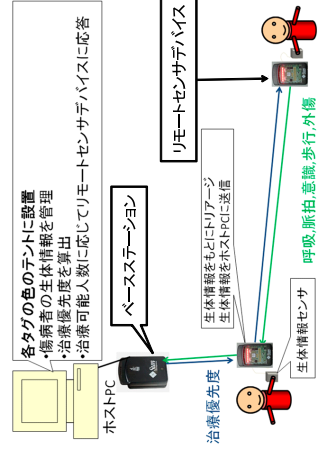 各タグの色のテントに設置
・傷病者の生体情報を管理
・治療優先度を算出
・治療可能人数に応じてリモートセンサデバイスに応答
ホストPC
ベースステーション
リモートセンサデバイス
治療優先度
生体情報をもとにトリアージ
生体情報をホストPCに送信
生体情報センサ
呼吸,脈拍,意識,歩行,外傷